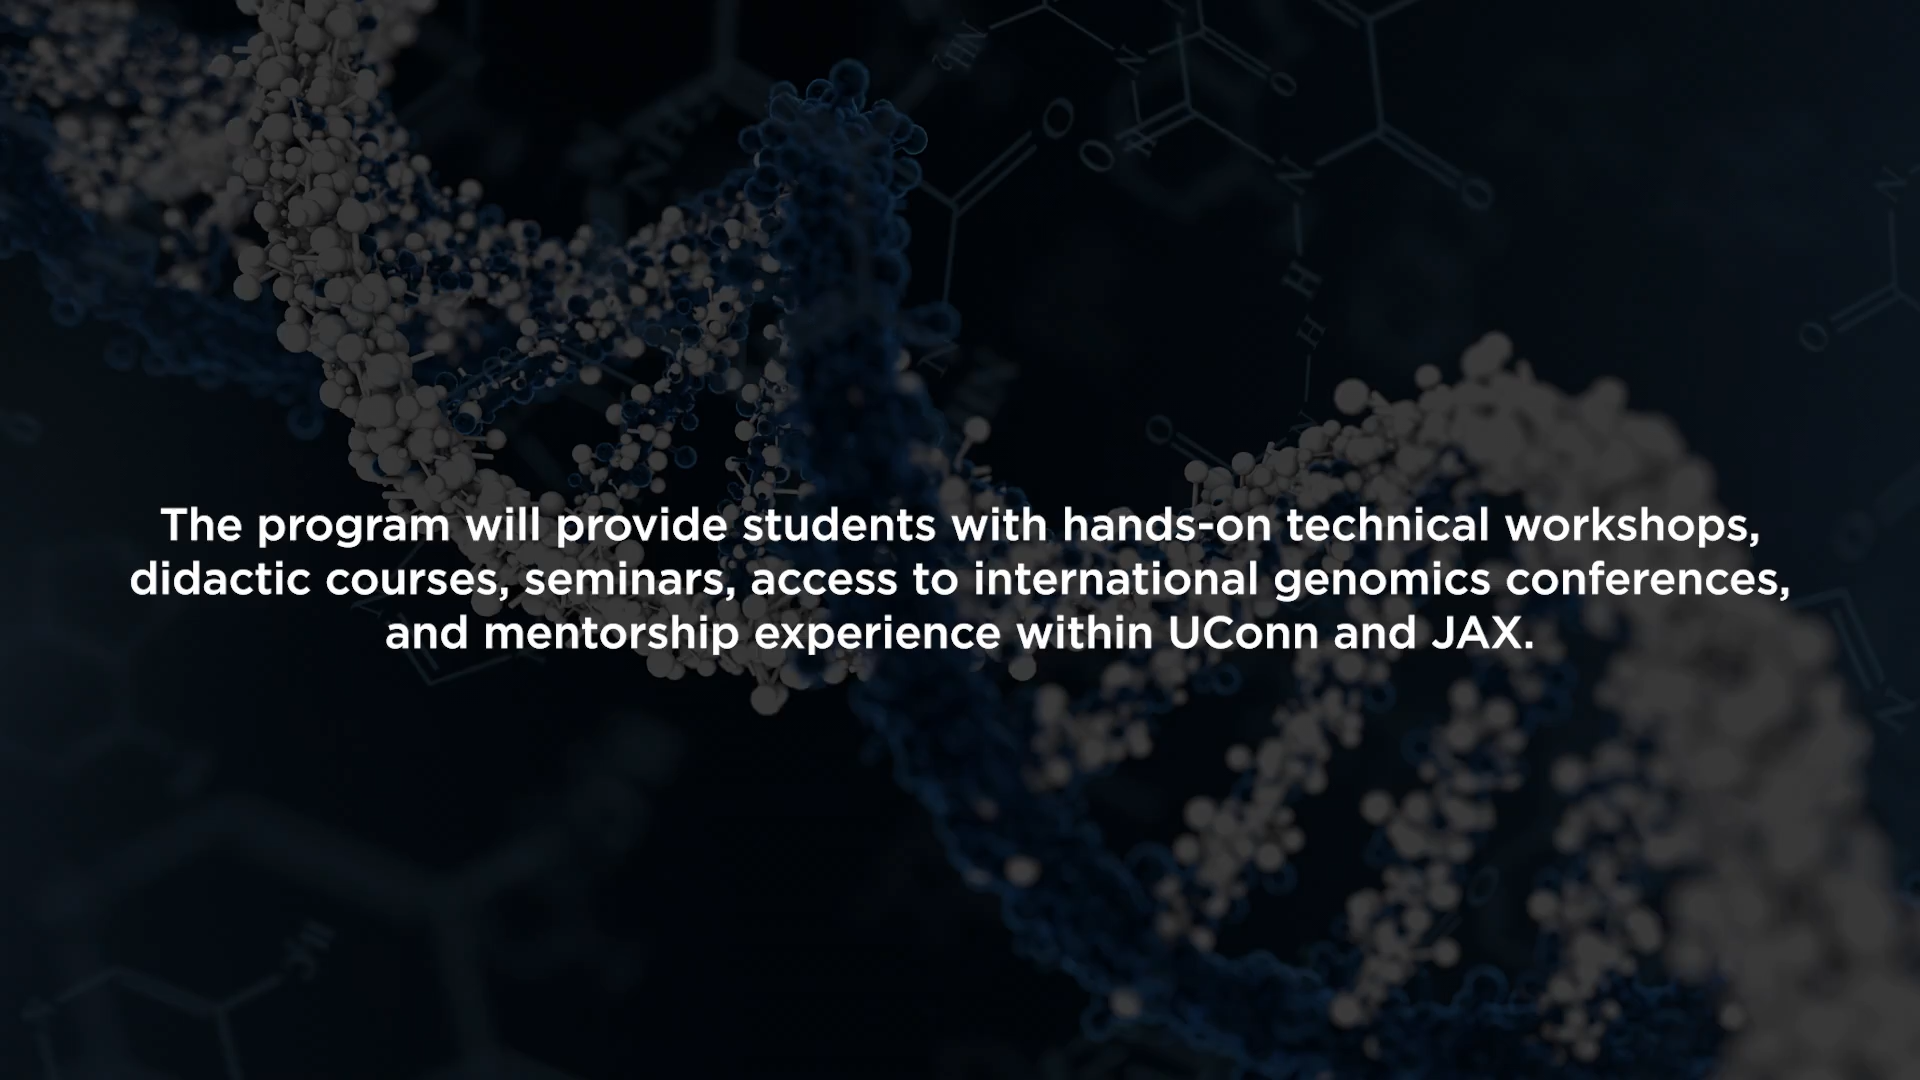 The program will provide students with hands-on technical workshops,
didactic courses, seminars, access to international genomics conferences,
and mentorship experience within UConn and JAX.